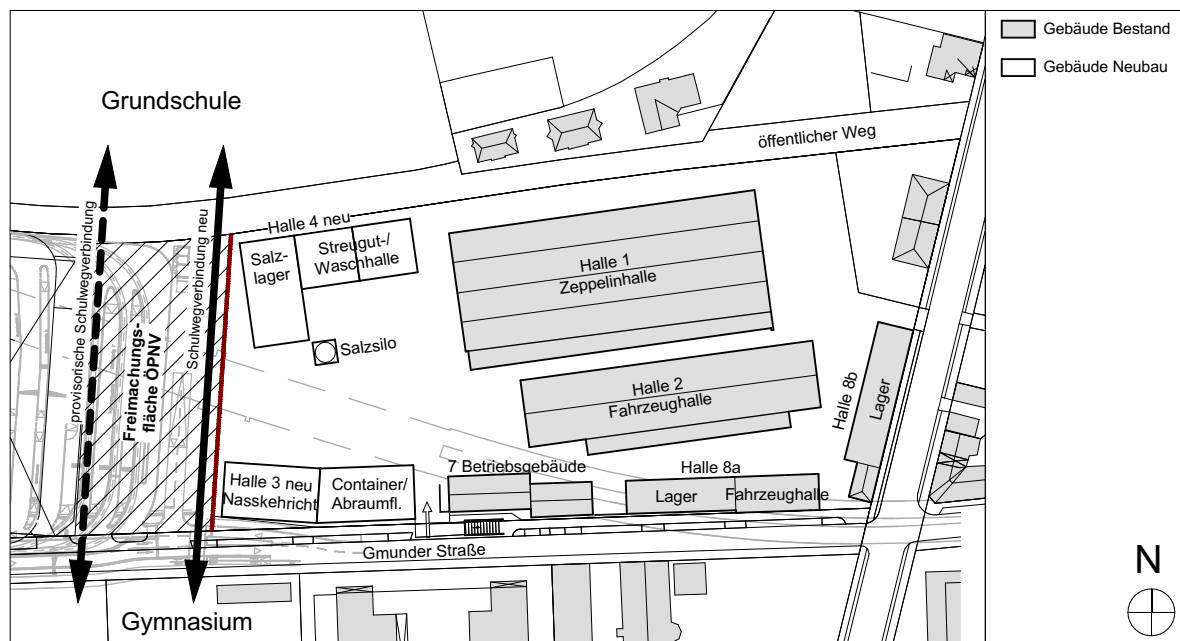 Gebäude Bestand
Gebäude Neubau
Grundschule
öffentlicher Weg
provisorische Schulwegverbindung
Freimachungs-
fläche ÖPNV
Schulwegverbindung neu
Halle 4 neu
Salz-
lager
Streugut-/
Waschhalle
Salzsilo
Halle 1
Zeppelinhalle
Halle 2
Fahrzeughalle
Halle 8b
Lager
Halle 3 neu
Nasskehricht
Container/
Abraumfl.
7 Betriebsgebäude
Halle 8a
Lager
Fahrzeughalle
Gmunder Straße
Gymnasium
N